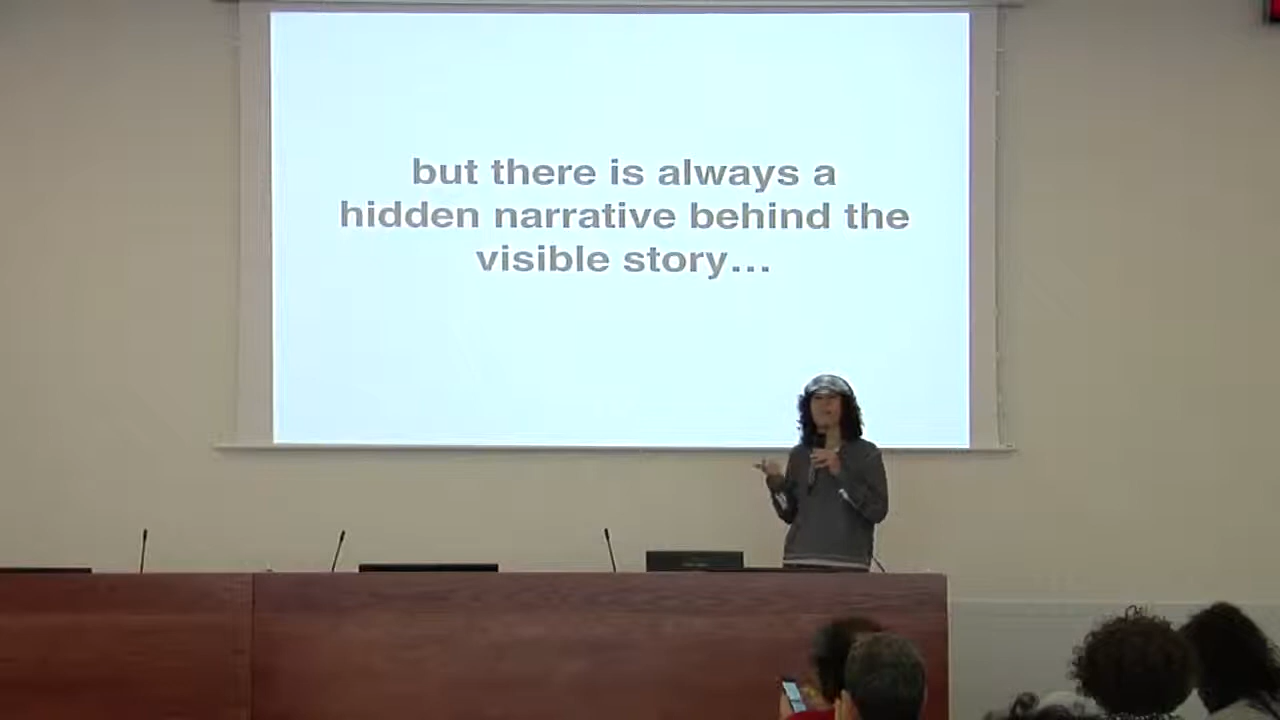 but there is always a
hidden narrative behind the
visible story...